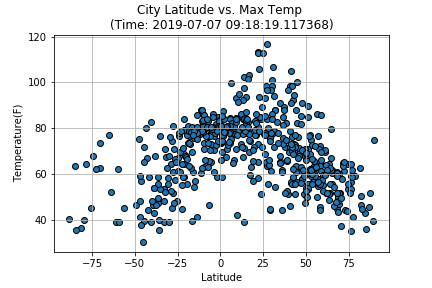 City Latitude vs. Max Temp
(Time: 2019-07-07 09:18:19.117368)
120
100
80
60
40
Temperature(F)
−75 −50 −25 0 25 50 75
Latitude